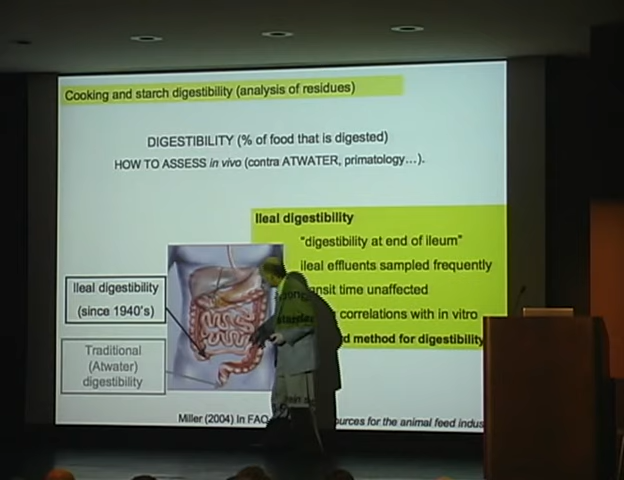 Cooking and starch digestibility (analysis of residues)
DIGESTIBILITY (% of food that is digested)
HOW TO ASSESS in vivo (contra ATWATER, primatology…).
Ileal digestibility
"digestibility at end of ileum"
ileal effluents sampled frequently
transit time unaffected
correlations with in vitro
method for digestibility
Ileal digestibility
(since 1940's)
Traditional
(Atwater)
digestibility
Miller (2004) In FAO
for the animal feed